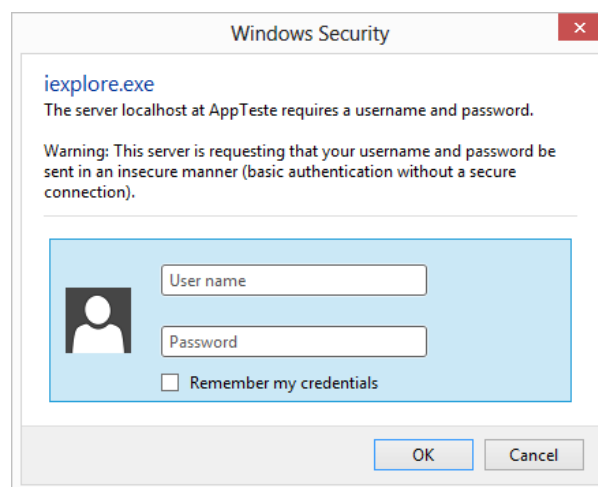 Windows Security
iexplore.exe
The server localhost at AppTeste requires a username and password.
Warning: This server is requesting that your username and password be
sent in an insecure manner (basic authentication without a secure
connection).
User name
Password
Remember my credentials
OK
Cancel